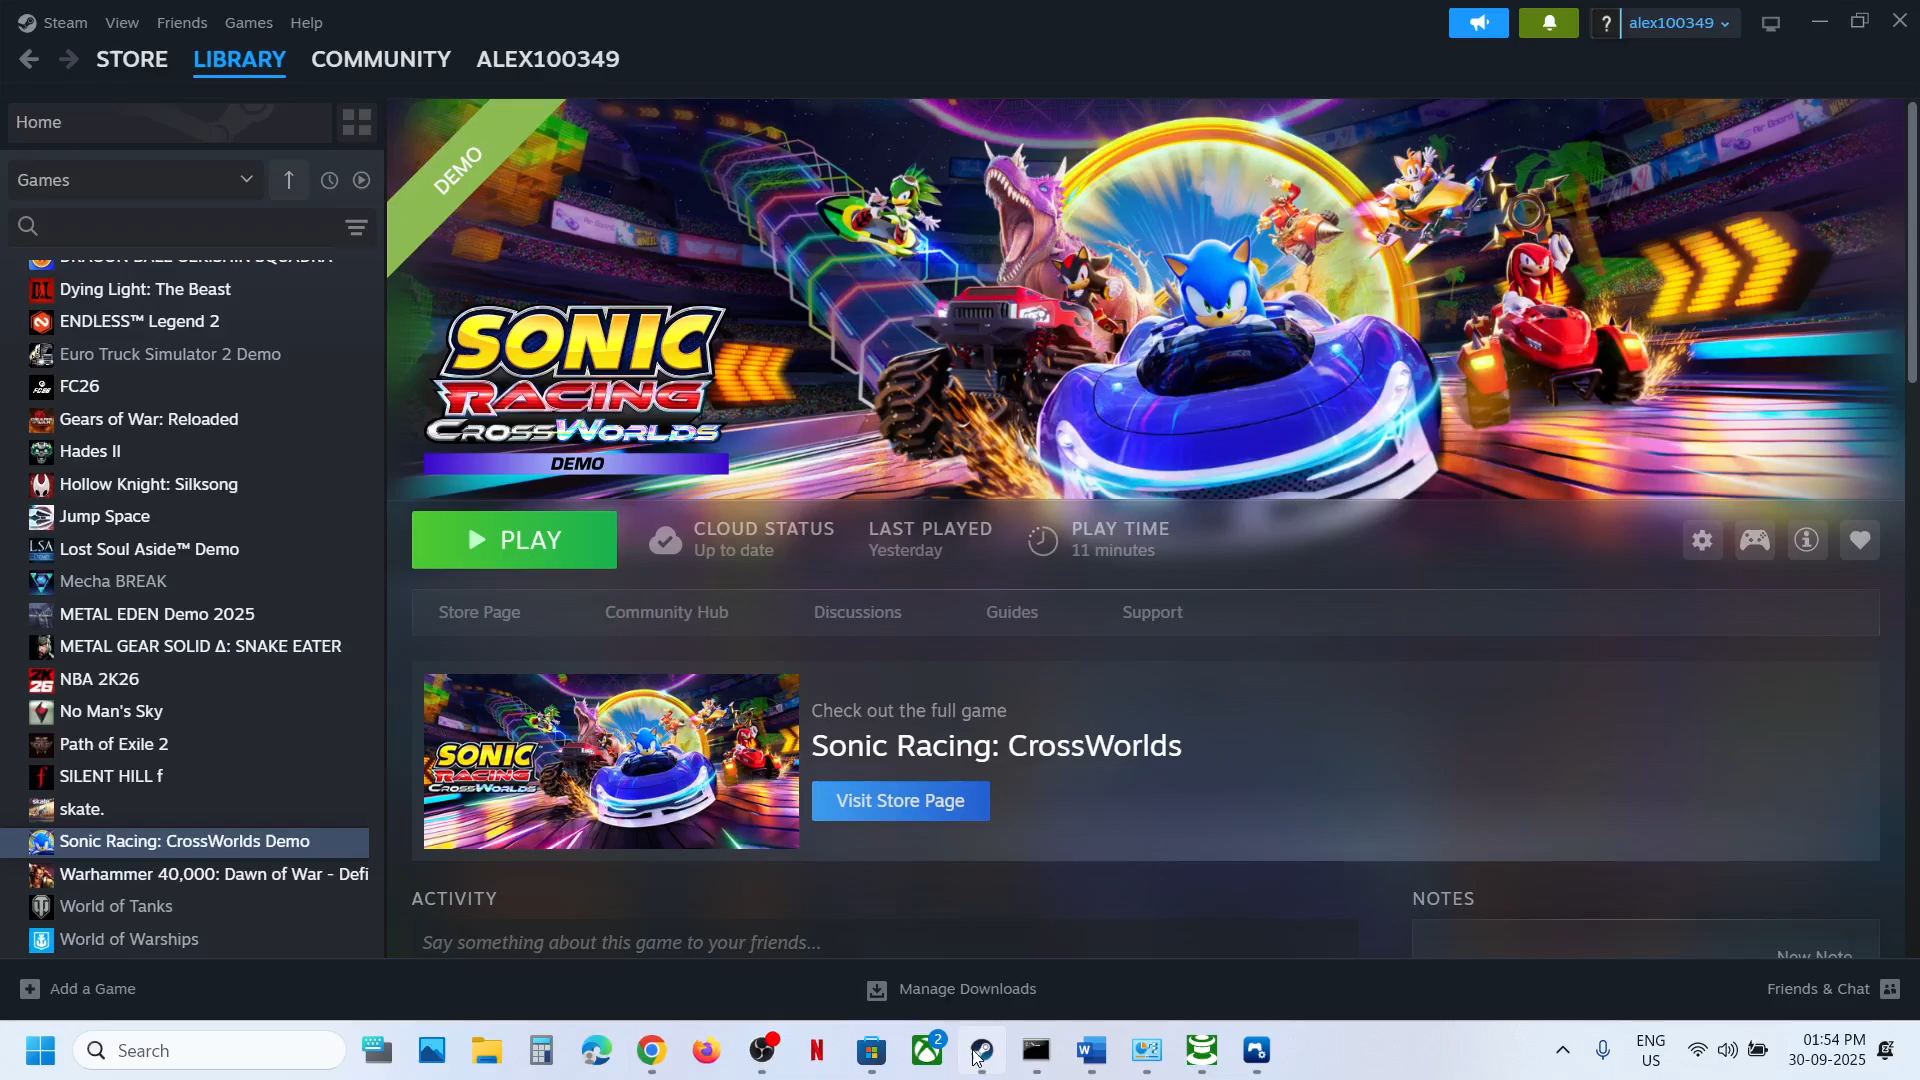 Steam View Friends Games Help
? alex100349
STORE LIBRARY COMMUNITY ALEX100349
Home
Games
Dying Light: The Beast
ENDLESS™ Legend 2
Euro Truck Simulator 2 Demo
FC26
Gears of War: Reloaded
Hades II
Hollow Knight: Silksong
Jump Space
Lost Soul Aside™ Demo
Mecha BREAK
METAL EDEN Demo 2025
METAL GEAR SOLID Δ: SNAKE EATER
NBA 2K26
No Man's Sky
Path of Exile 2
SILENT HILL f
skate.
Sonic Racing: CrossWorlds Demo
Warhammer 40,000: Dawn of War - Defi
World of Tanks
World of Warships
DEMO
SONIC
RACING
CROSSWORLDS
DEMO
PLAY
CLOUD STATUS
Up to date
LAST PLAYED
Yesterday
PLAY TIME
11 minutes
Store Page Community Hub Discussions Guides Support
SONIC
RACING
CROSSWORLDS
Check out the full game
Sonic Racing: CrossWorlds
Visit Store Page
ACTIVITY
NOTES
Say something about this game to your friends...
New Note
Add a Game
Manage Downloads
Friends & Chat
Search
2
ENG
US
01:54 PM
30-09-2025